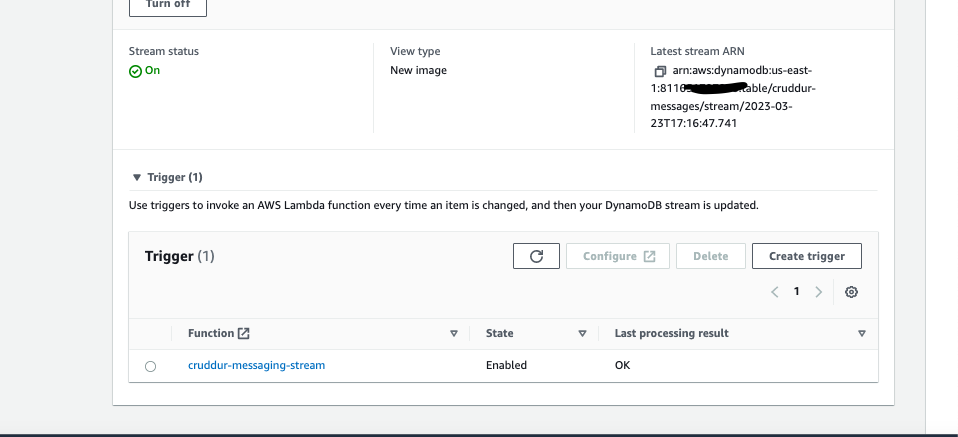 Turn off
Stream status
View type
Latest stream ARN
On
New image
arn:aws:dynamodb:us-east-
1:8116 table/cruddur-
messages/stream/2023-03-
23T17:16:47.741
Trigger (1)
Use triggers to invoke an AWS Lambda function every time an item is changed, and then your DynamoDB stream is updated.
Trigger (1)
Configure
Delete
Create trigger
1
Function
State
Last processing result
cruddur-messaging-stream
Enabled
OK